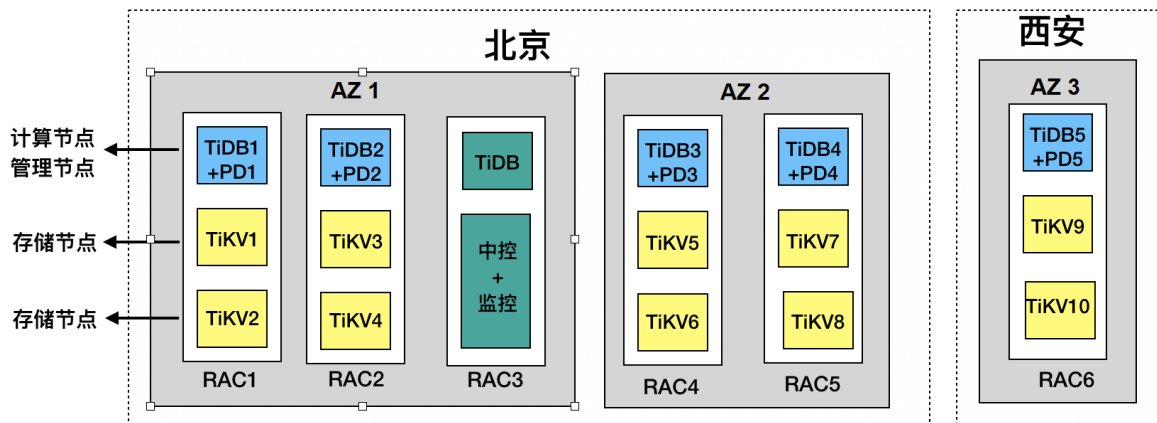 北京
西安
AZ 1
AZ 2
AZ 3
计算节点
管理节点
存储节点
存储节点
TiDB1
+PD1
TiKV1
TiKV2
RAC1
TiDB2
+PD2
TiKV3
TiKV4
RAC2
TiDB
中控
+
监控
RAC3
TiDB3
+PD3
TiKV5
TiKV6
RAC4
TiDB4
+PD4
TiKV7
TiKV8
RAC5
TiDB5
+PD5
TiKV9
TiKV10
RAC6